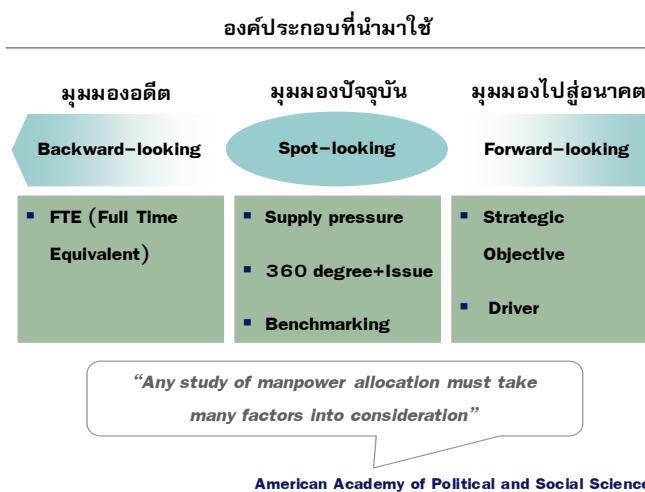 องค์ประกอบที่นำมาใช้
มุมมองอดีต
มุมมองปัจจุบัน
มุมมองไปสู่อนาคต
Backward-looking
Spot-looking
Forward-looking
▪ FTE (Full Time
Equivalent)
▪ Supply pressure
▪ 360 degree+Issue
▪ Benchmarking
▪ Strategic
Objective
▪ Driver
“Any study of manpower allocation must take
many factors into consideration”
American Academy of Political and Social Science